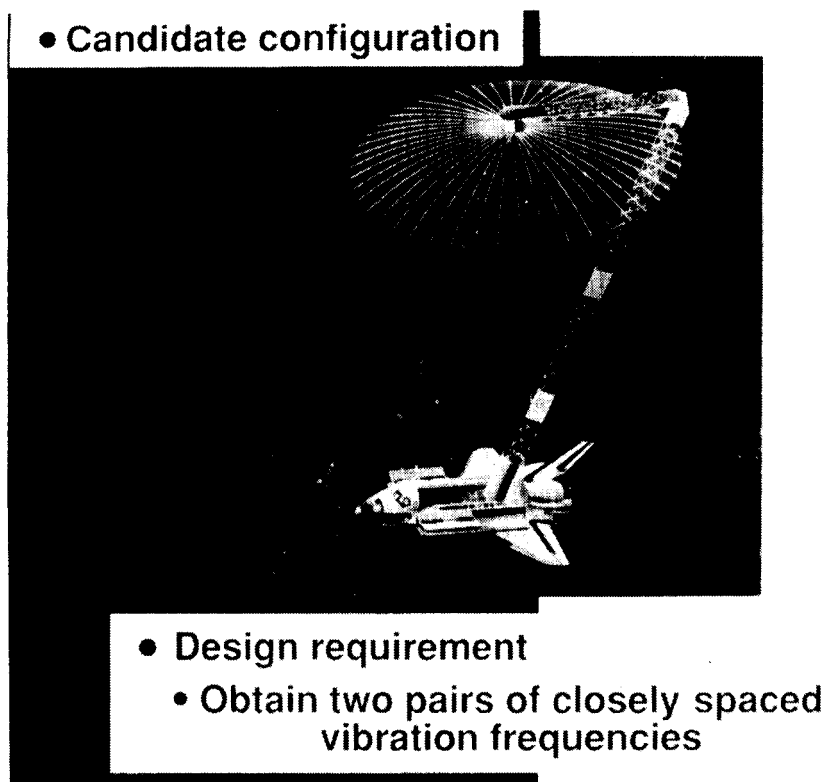 • Candidate configuration
• Design requirement
• Obtain two pairs of closely spaced
vibration frequencies